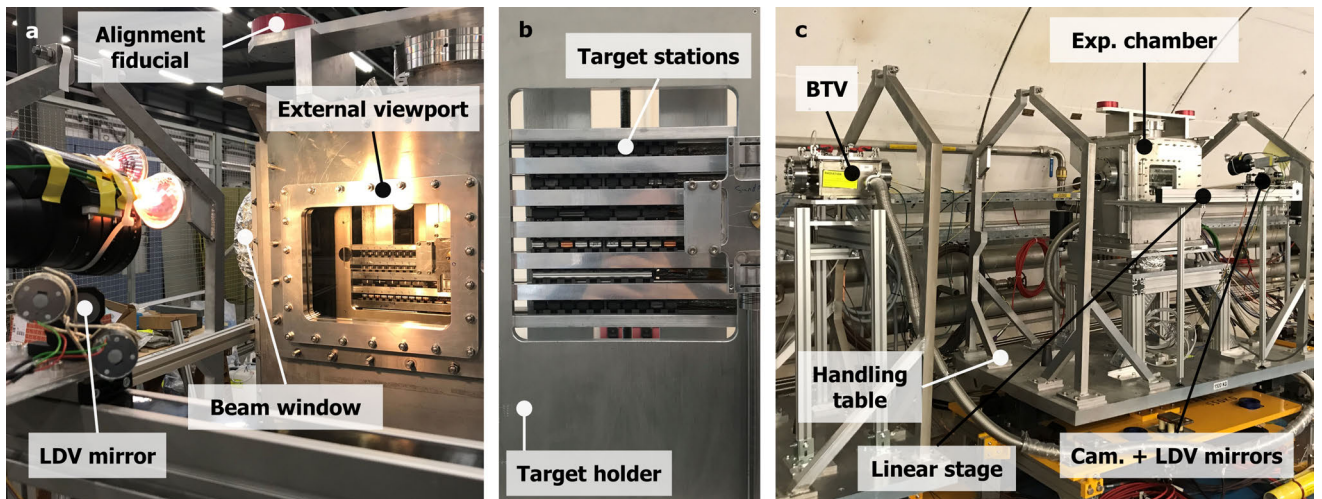 a
Alignment
fiducial
External viewport
Beam window
LDV mirror
b
Target stations
Target holder
c
Exp. chamber
BTV
Handling
table
Linear stage
Cam. + LDV mirrors